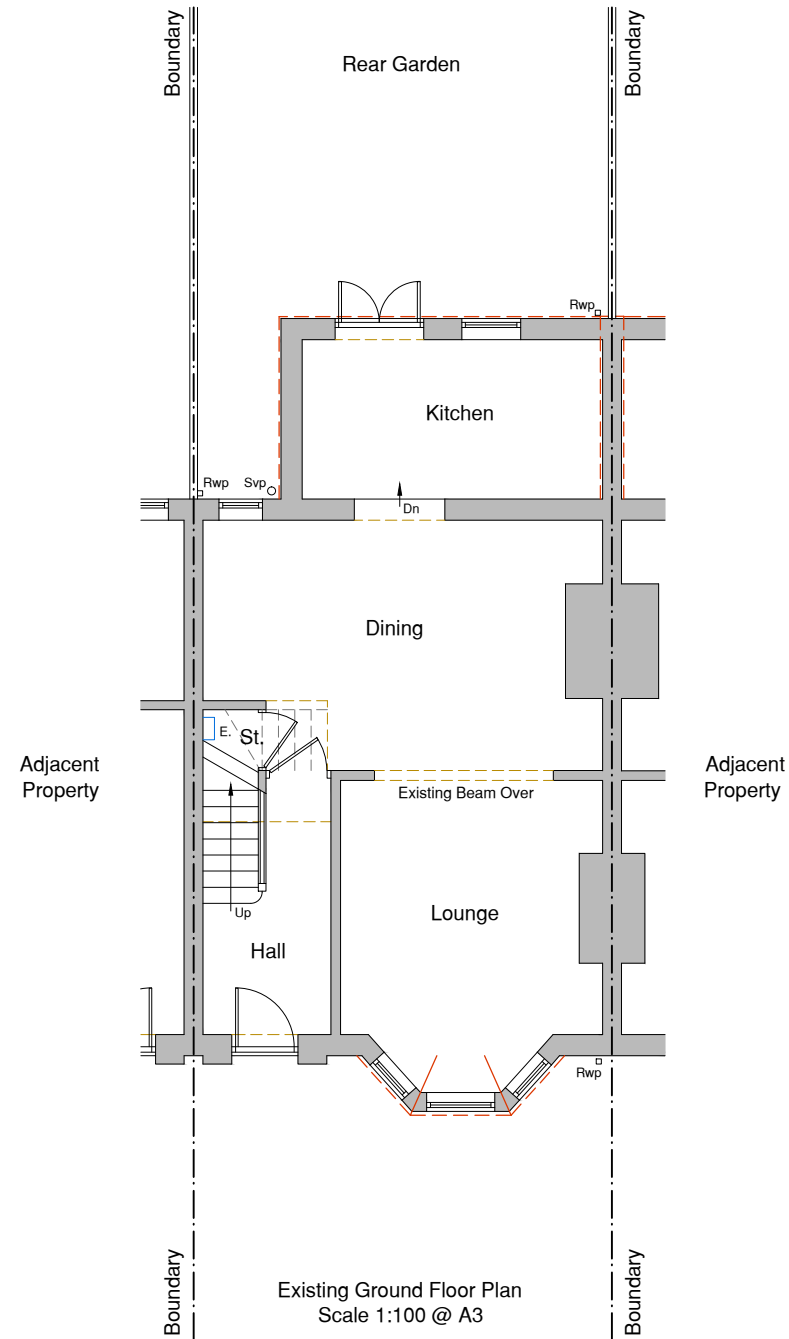 Boundary
Boundary
Rear Garden
Rwp
Kitchen
Rwp
Svp
Dn
Dining
E.
St.
Adjacent
Property
Adjacent
Property
Existing Beam Over
Up
Lounge
Hall
Rwp
Boundary
Boundary
Existing Ground Floor Plan
Scale 1:100 @ A3